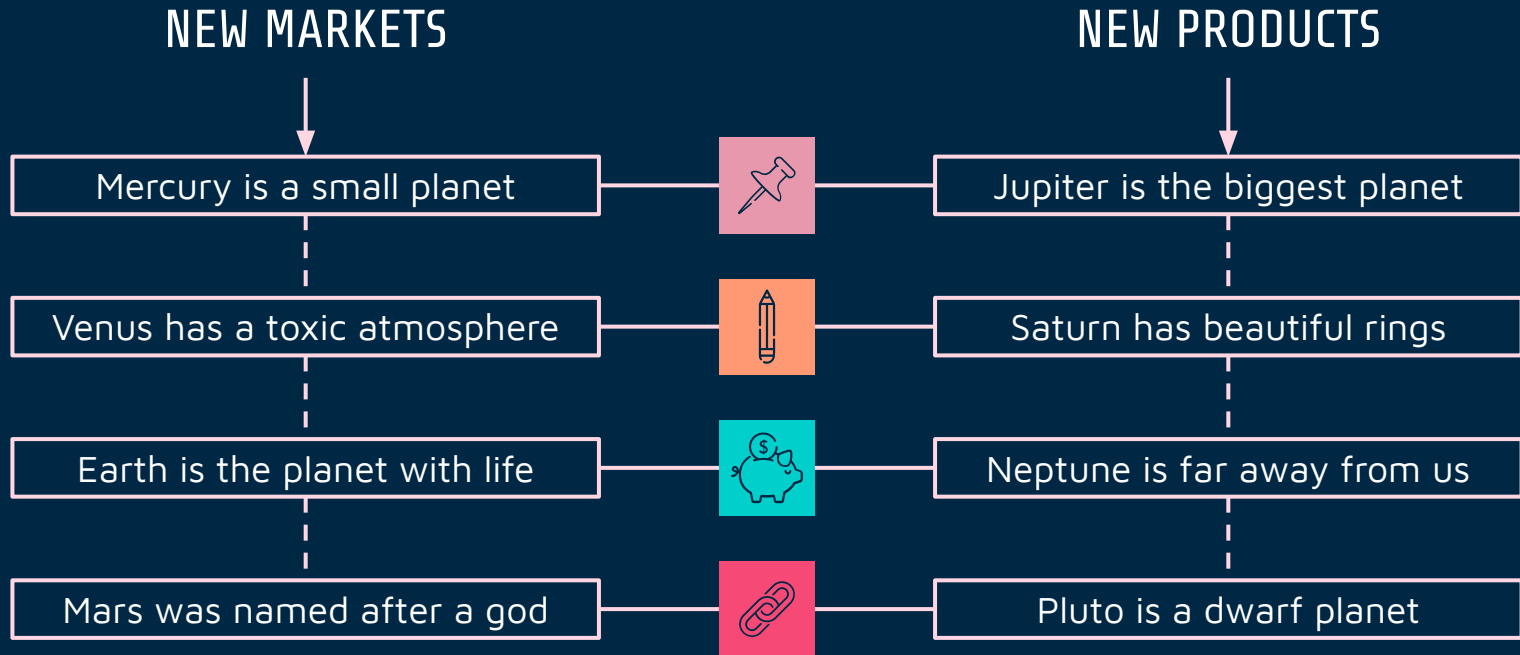 NEW MARKETS
NEW PRODUCTS
Mercury is a small planet
Jupiter is the biggest planet
Venus has a toxic atmosphere
Saturn has beautiful rings
$
Earth is the planet with life
Neptune is far away from us
Mars was named after a god
Pluto is a dwarf planet